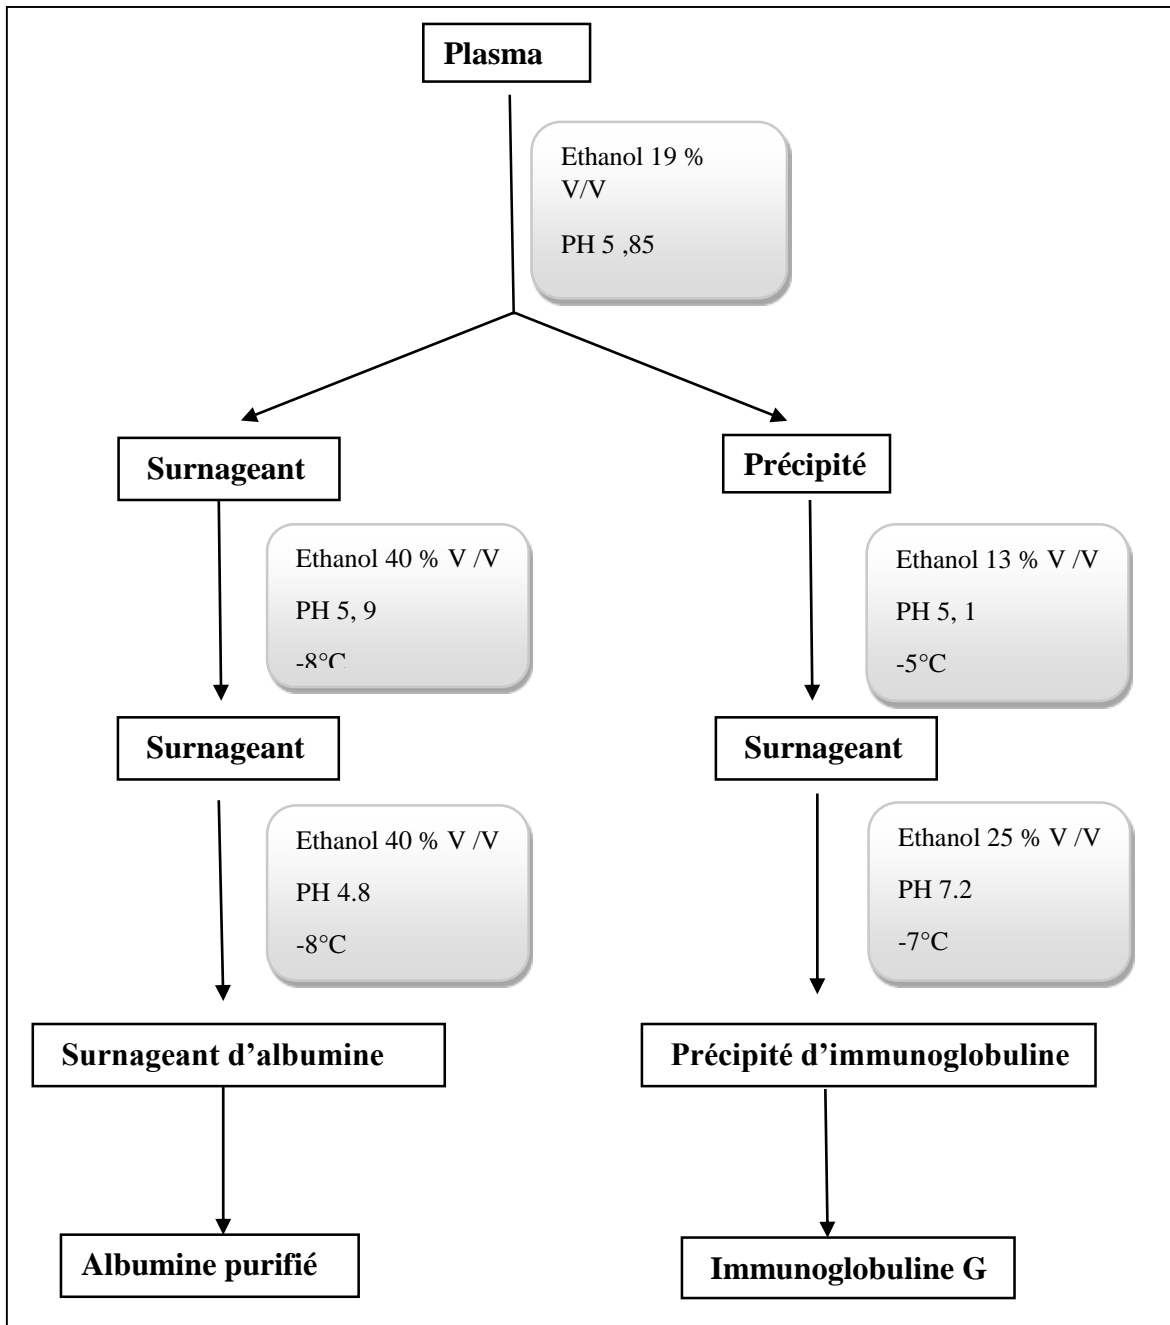 Plasma
Ethanol 19 %
V/V
PH 5 ,85
Surnageant
Précipité
Ethanol 40 % V /V
PH 5, 9
-8°C
Ethanol 13 % V /V
PH 5, 1
-5°C
Surnageant
Surnageant
Ethanol 40 % V /V
PH 4.8
-8°C
Ethanol 25 % V /V
PH 7.2
-7°C
Surnageant d’albumine
Précipité d’immunoglobuline
Albumine purifié
Immunoglobuline G